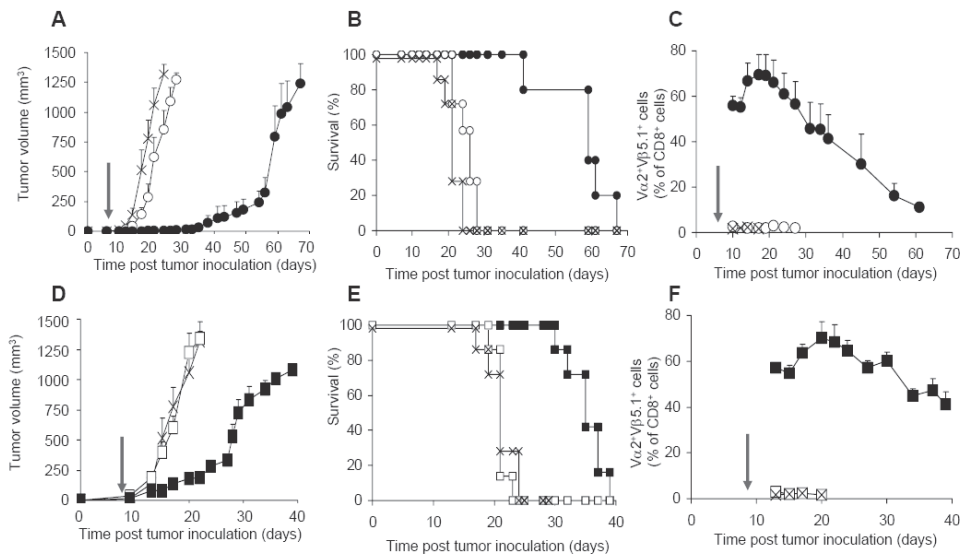 A
B
C
Tumor volume (mm³)
1500
1250
1000
750
500
250
0
0 10 20 30 40 50 60 70
Time post tumor inoculation (days)
Survival (%)
100
80
60
40
20
0
0 10 20 30 40 50 60 70
Time post tumor inoculation (days)
Vα2⁺Vβ5.1⁺ cells
(% of CD8⁺ cells)
80
60
40
20
0
0 10 20 30 40 50 60 70
Time post tumor inoculation (days)
D
E
F
Tumor volume (mm³)
1500
1250
1000
750
500
250
0
0 10 20 30 40
Time post tumor inoculation (days)
Survival (%)
100
80
60
40
20
0
0 10 20 30 40
Time post tumor inoculation (days)
Vα2⁺Vβ5.1⁺ cells
(% of CD8⁺ cells)
80
60
40
20
0
0 10 20 30 40
Time post tumor inoculation (days)